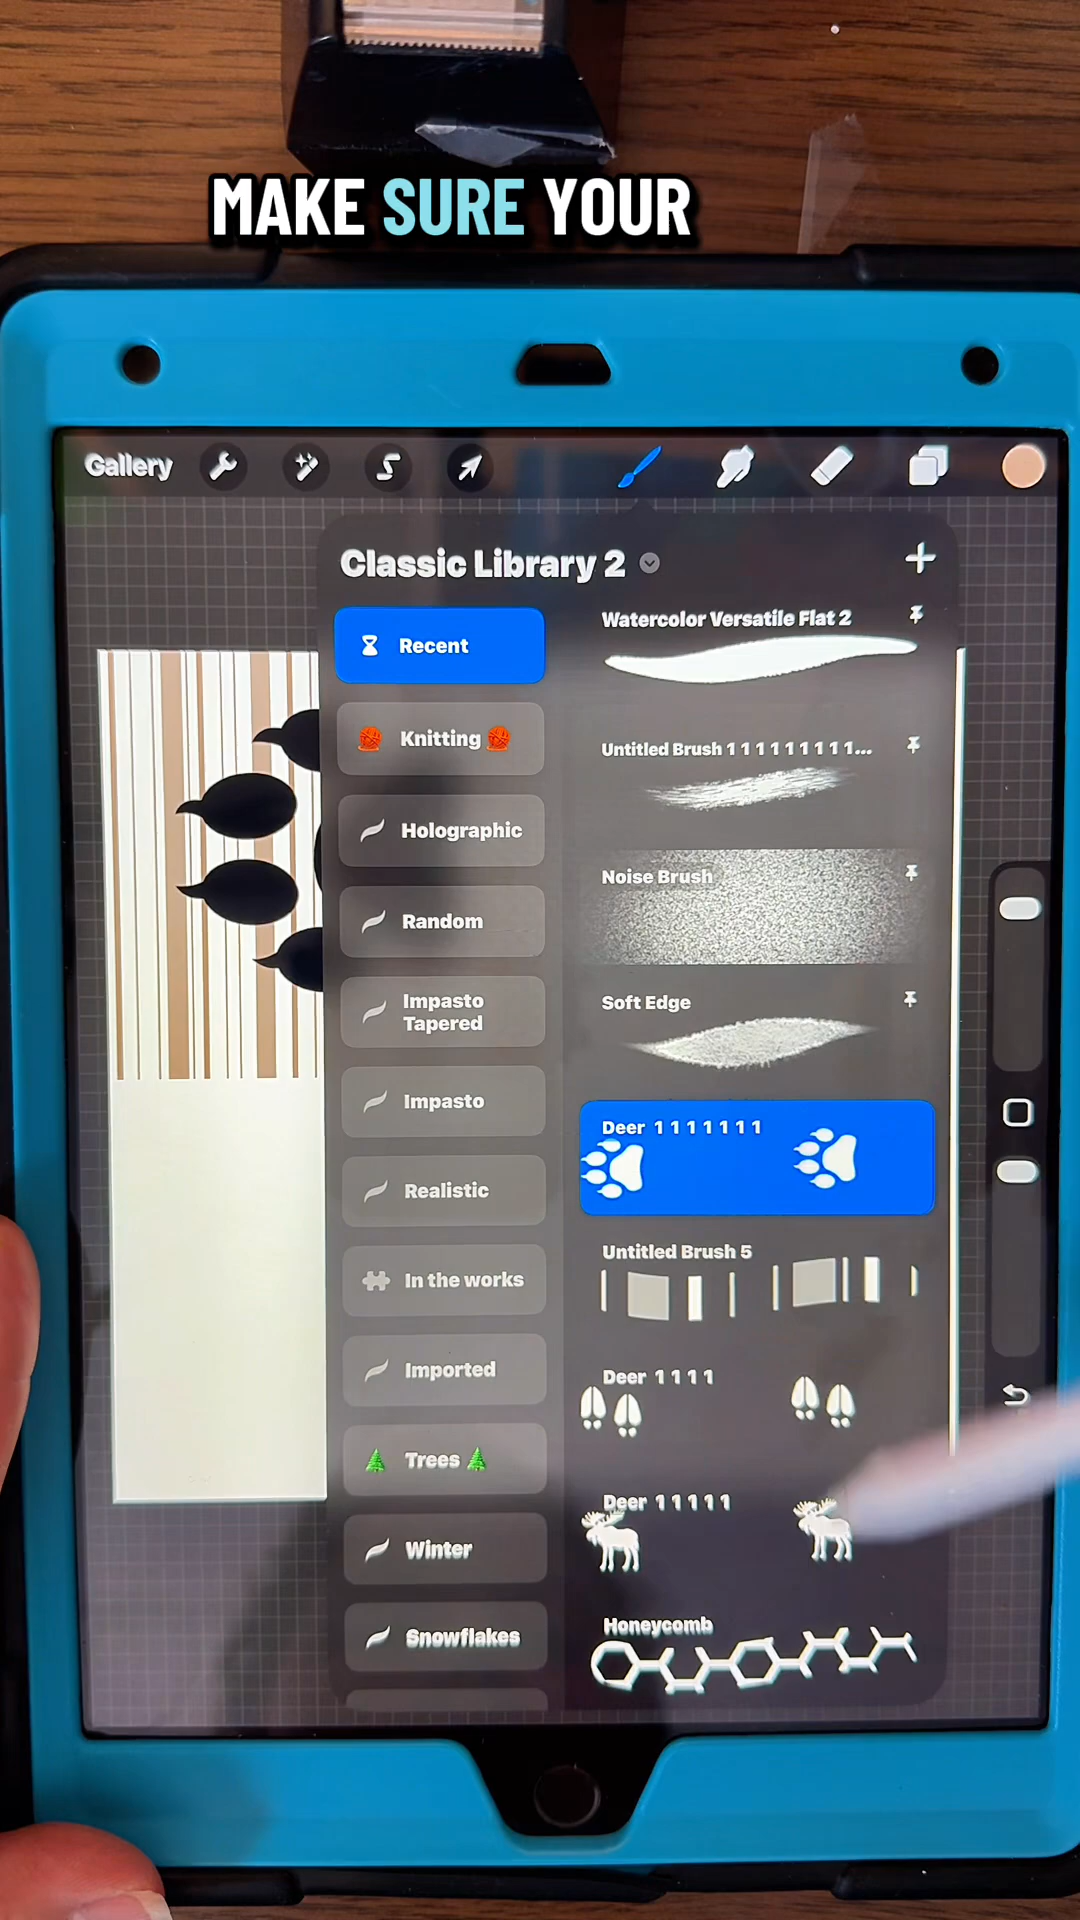 MAKE SURE YOUR
Gallery
Classic Library 2
Recent
Knitting
Holographic
Random
Impasto
Tapered
Impasto
Realistic
In the works
Imported
Trees
Winter
Snowflakes
Watercolor Versatile Flat 2
Untitled Brush 1 1 1 1 1 1 1 1 1...
Noise Brush
Soft Edge
Deer 1 1 1 1 1 1 1
Untitled Brush 5
Deer 1 1 1 1
Deer 1 1 1 1 1
Honeycomb